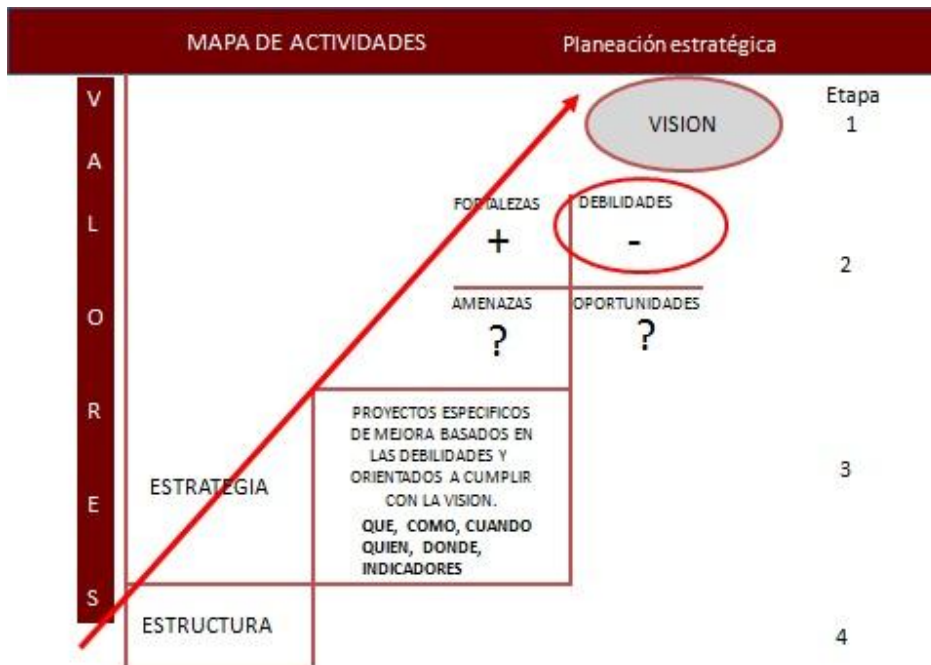 MAPA DE ACTIVIDADES
Planeación estratégica
V
A
L
O
R
E
S
Etapa
1
VISION
FORTALEZAS
+
DEBILIDADES
-
2
AMENAZAS
?
OPORTUNIDADES
?
PROYECTOS ESPECIFICOS
DE MEJORA BASADOS EN
LAS DEBILIDADES Y
ORIENTADOS A CUMPLIR
CON LA VISION.
QUE, COMO, CUANDO
QUIEN, DONDE,
INDICADORES
ESTRATEGIA
3
ESTRUCTURA
4